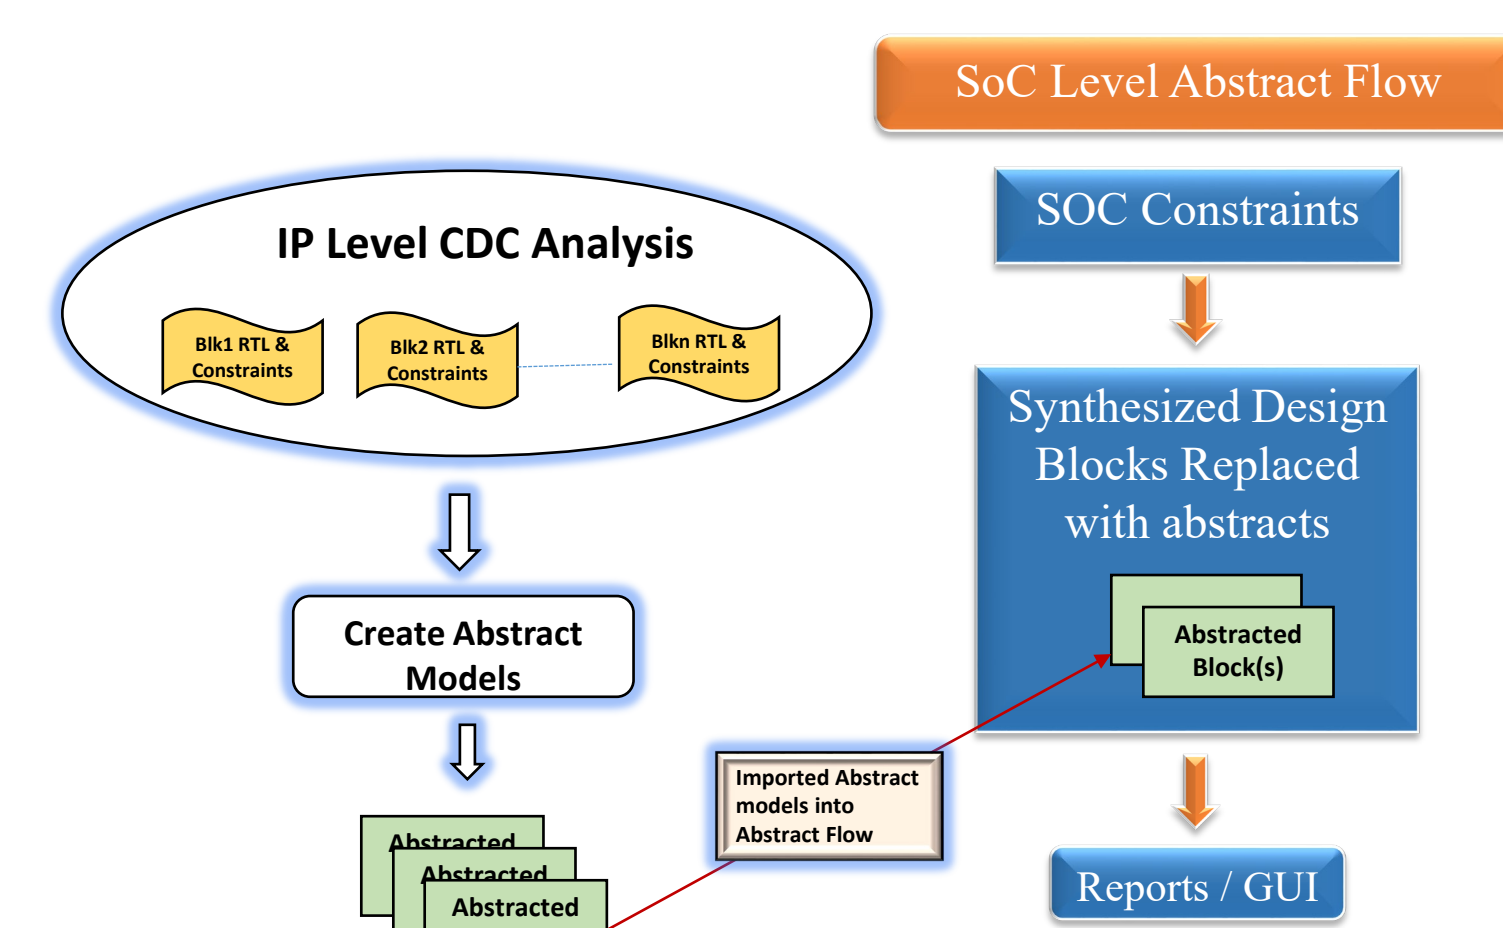 SoC Level Abstract Flow
SOC Constraints
IP Level CDC Analysis
Blk1 RTL &
Constraints
Blk2 RTL &
Constraints
Blkn RTL &
Constraints
Synthesized Design
Blocks Replaced
with abstracts
Abstracted
Block(s)
Create Abstract
Models
Imported Abstract
models into
Abstract Flow
Abstracted
Abstracted
Abstracted
Reports / GUI